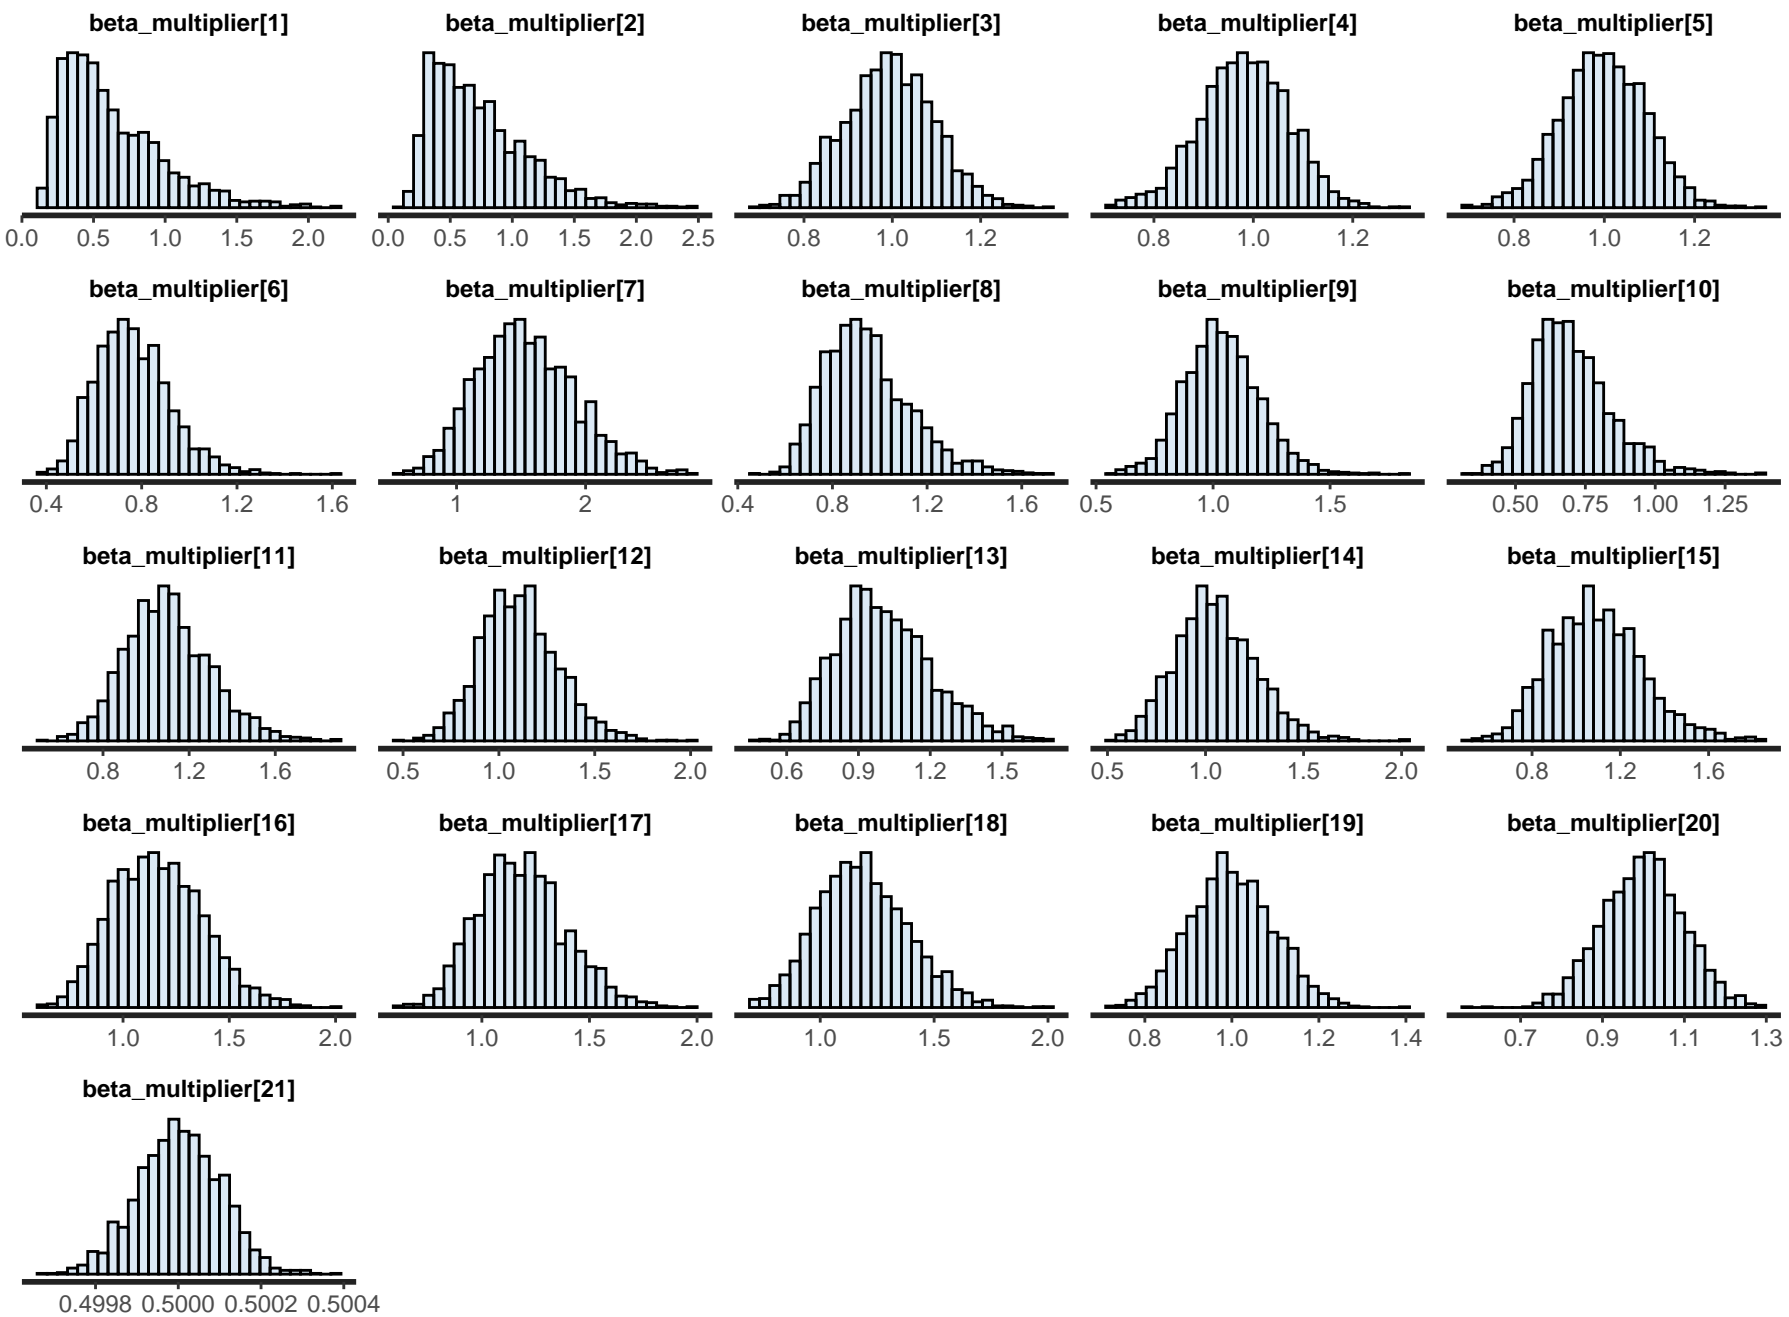 beta_multiplier[1] beta_multiplier[2] beta_multiplier[3] beta_multiplier[4] beta_multiplier[5]
0.0 0.5 1.0 1.5 2.0 0.0 0.5 1.0 1.5 2.0 2.5 0.8 1.0 1.2 0.8 1.0 1.2 0.8 1.0 1.2
beta_multiplier[6] beta_multiplier[7] beta_multiplier[8] beta_multiplier[9] beta_multiplier[10]
0.4 0.8 1.2 1.6 1 2 0.4 0.8 1.2 1.6 0.5 1.0 1.5 0.50 0.75 1.00 1.25
beta_multiplier[11] beta_multiplier[12] beta_multiplier[13] beta_multiplier[14] beta_multiplier[15]
0.8 1.2 1.6 0.5 1.0 1.5 2.0 0.6 0.9 1.2 1.5 0.5 1.0 1.5 2.0 0.8 1.2 1.6
beta_multiplier[16] beta_multiplier[17] beta_multiplier[18] beta_multiplier[19] beta_multiplier[20]
1.0 1.5 2.0 1.0 1.5 2.0 1.0 1.5 2.0 0.8 1.0 1.2 1.4 0.7 0.9 1.1 1.3
beta_multiplier[21]
0.4998 0.5000 0.5002 0.5004